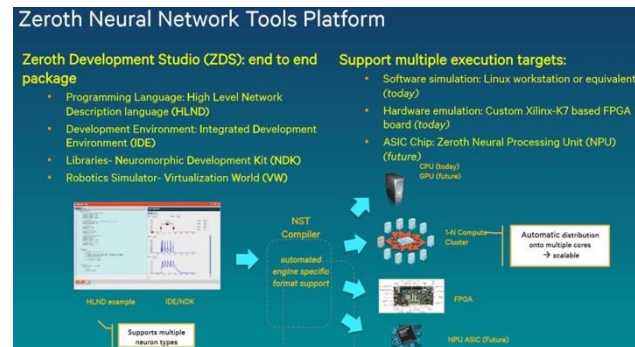 Zeroth Neural Network Tools Platform
Zeroth Development Studio (ZDS): end to end
package
• Programming Language: High Level Network
Description language (HLND)
• Development Environment: Integrated Development
Environment (IDE)
• Libraries- Neuromorphic Development Kit (NDK)
• Robotics Simulator- Virtualization World (VW)
Support multiple execution targets:
• Software simulation: Linux workstation or equivalent
(today)
• Hardware emulation: Custom Xilinx-K7 based FPGA
board (today)
• ASIC Chip: Zeroth Neural Processing Unit (NPU)
(future)
HLND example
IDE/NDK
Supports multiple
neuron types
NST
Compiler
automated
engine specific
format support
CPU (today)
GPU (future)
1-N Compute
Cluster
Automatic distribution
onto multiple cores
→ scalable
FPGA
NPU ASIC (Future)